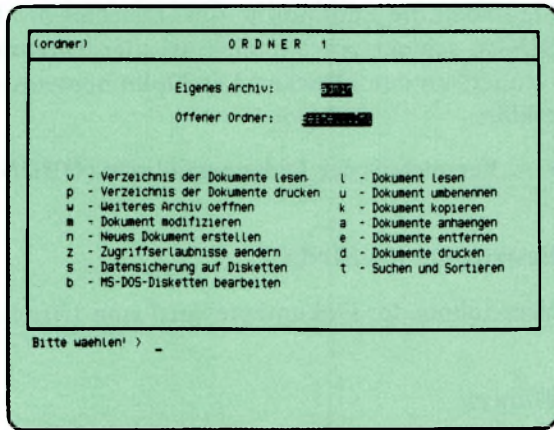 (ordner) O R D N E R 1
Eigenes Archiv:
Offener Ordner:
v - Verzeichnis der Dokumente lesen l - Dokument lesen
p - Verzeichnis der Dokumente drucken u - Dokument umbenennen
w - Weiteres Archiv oeffnen k - Dokument kopieren
m - Dokument modifizieren a - Dokumente anhaengen
n - Neues Dokument erstellen e - Dokumente entfernen
z - Zugriffserlaubnisse aendern d - Dokumente drucken
s - Datensicherung auf Disketten t - Suchen und Sortieren
b - MS-DOS-Disketten bearbeiten
Bitte waehlen! > _